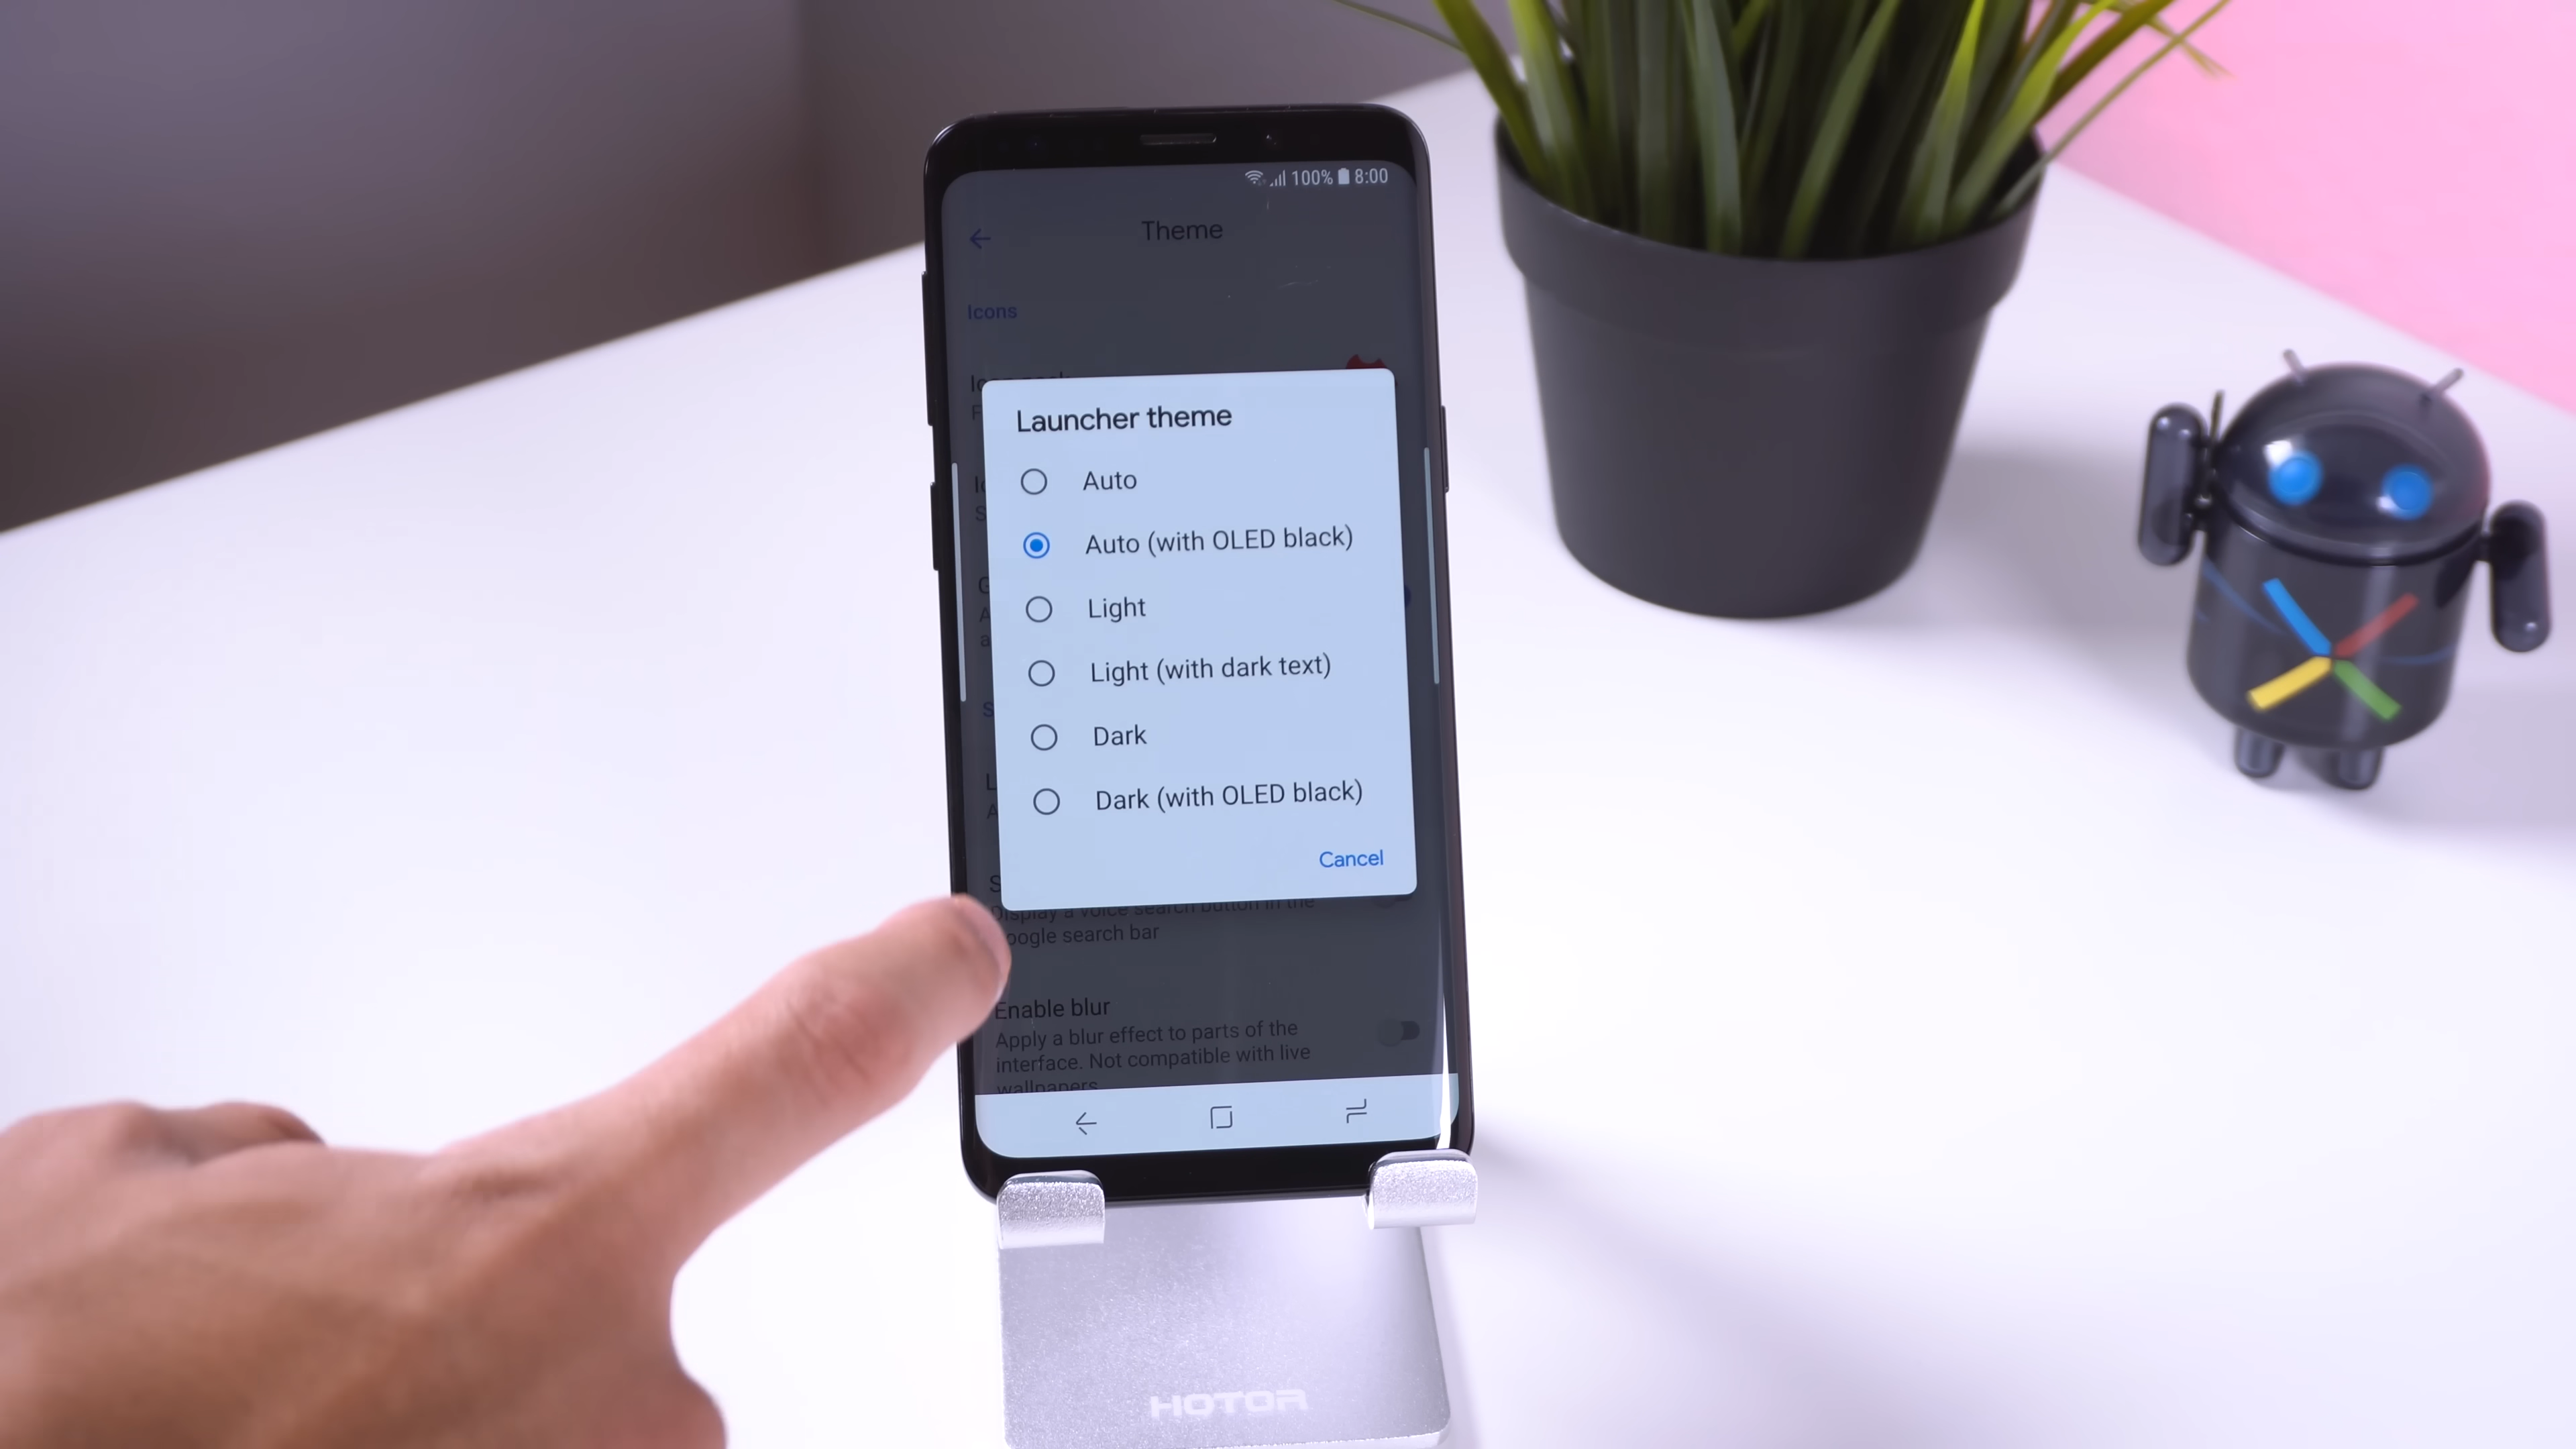 100% 8:00
Theme
Icons
Launcher theme
Auto
Auto (with OLED black)
Light
Light (with dark text)
Dark
Dark (with OLED black)
Cancel
Display a voice search button in the
oogle search bar
Enable blur
Apply a blur effect to parts of the
interface. Not compatible with live
wallpapers
HOTOR